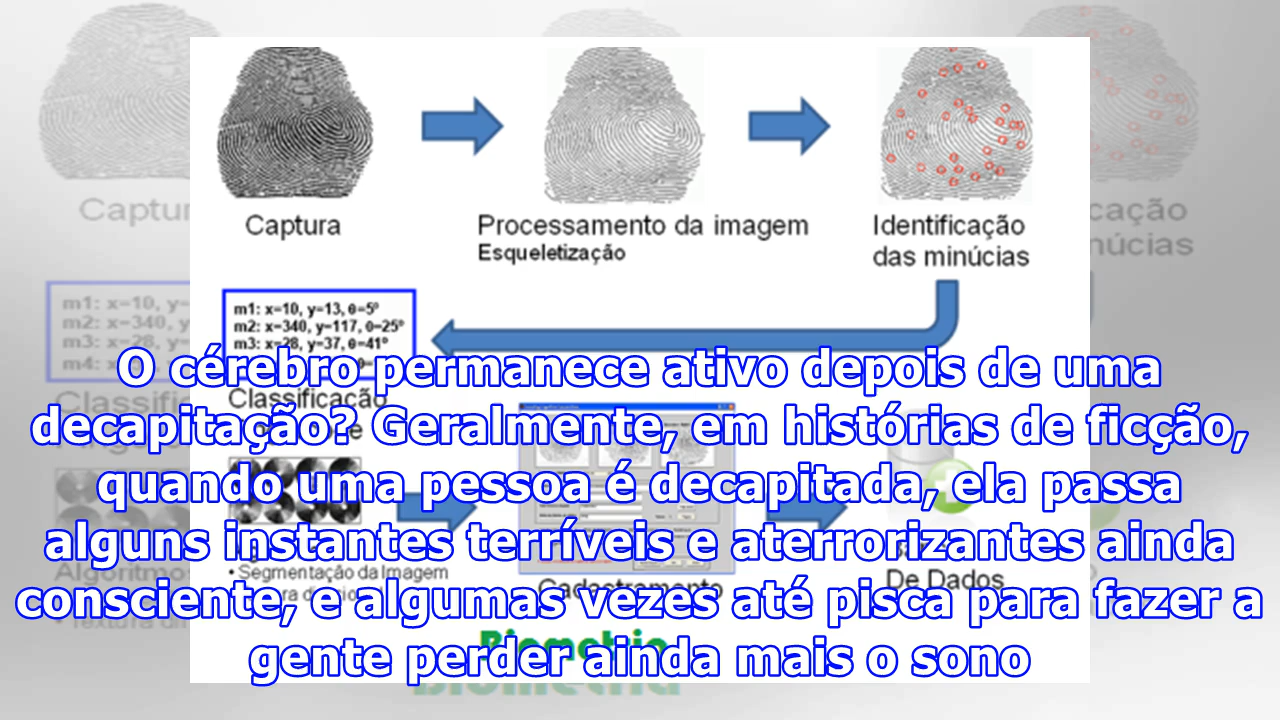 Captura
Processamento da imagem
Esqueletização
Identificação
das minúcias
m1: x=10, y=13, θ=5º
m2: x=340, y=117, θ=25º
m3: x=28, y=37, θ=41º
Classificação
O cérebro permanece ativo depois de uma
decapitação? Geralmente, em histórias de ficção,
quando uma pessoa é decapitada, ela passa
alguns instantes terríveis e aterrorizantes ainda
consciente, e algumas vezes até pisca para fazer a
gente perder ainda mais o sono
• Segmentação da Imagem
Cadastramento
De Dados
Biometria